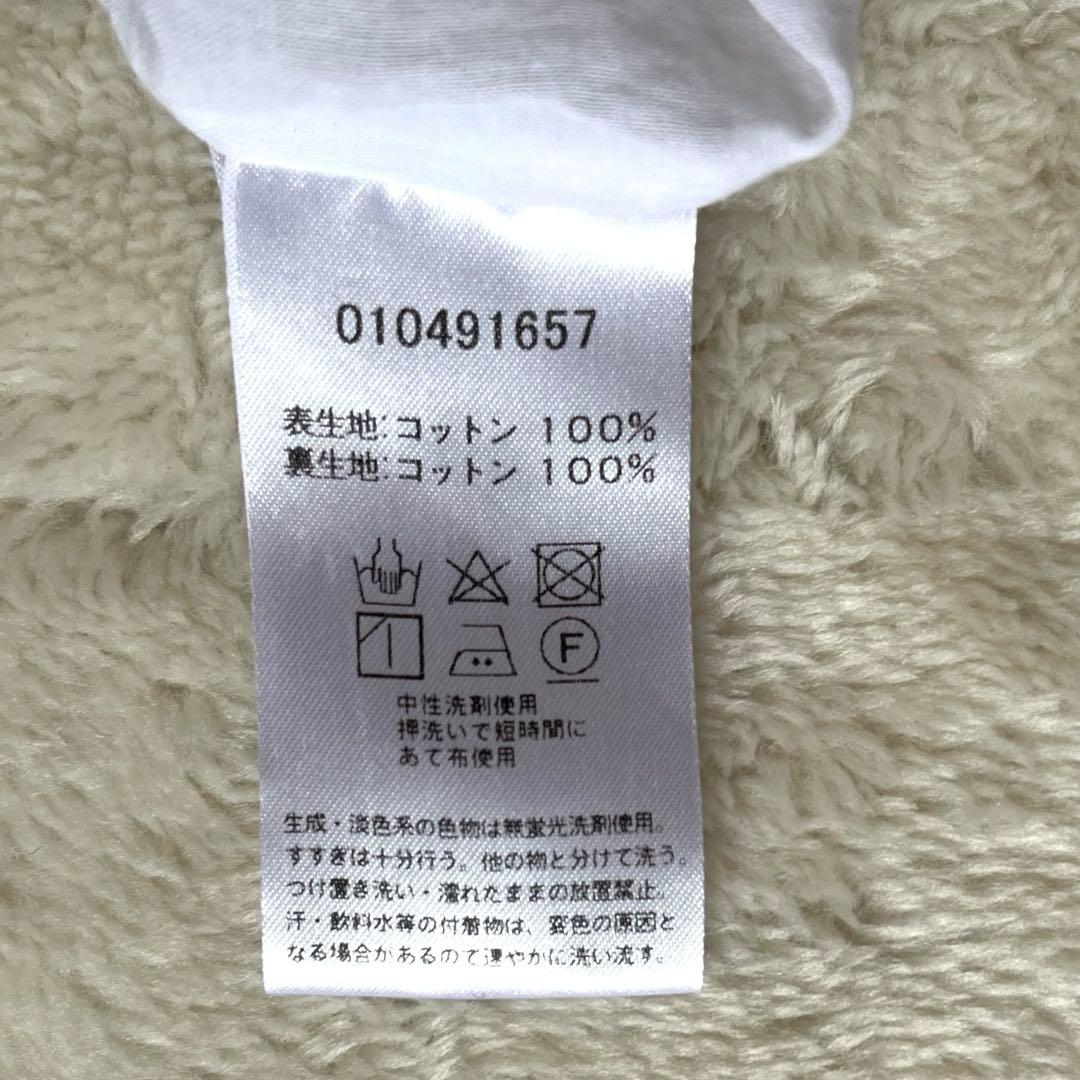 010491657
表生地:コットン 100%
裏生地:コットン 100%
F
中性洗剤使用
押洗いで短時間に
あて布使用
生成・淡色系の色物は無蛍光洗剤使用。
すすぎは十分行う。他の物と分けて洗う。
つけ置き洗い・濡れたままの放置禁止。
汗・飲料水等の付着物は、変色の原因と
なる場合があるので速やかに洗い流す。